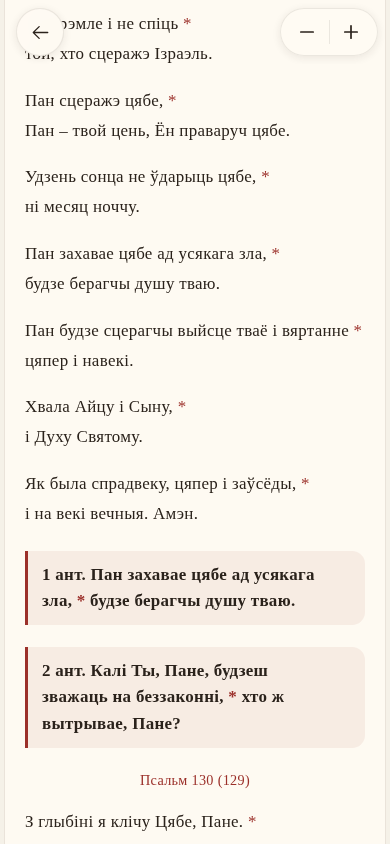 і не спіць *
хто сцеражэ Ізраэль.
Пан сцеражэ цябе, *
Пан – твой цень, Ён праваруч цябе.
Удзень сонца не ўдарыць цябе, *
ні месяц ноччу.
Пан захавае цябе ад усякага зла, *
будзе берагчы душу тваю.
Пан будзе сцерагчы выйсце тваё і вяртанне *
цяпер і навекі.
Хвала Айцу і Сыну, *
і Духу Святому.
Як была спрадвеку, цяпер і заўсёды, *
і на векі вечныя. Амэн.
1 ант. Пан захавае цябе ад усякага
зла, * будзе берагчы душу тваю.
2 ант. Калі Ты, Пане, будзеш
зважаць на беззаконні, * хто ж
вытрывае, Пане?
Псальм 130 (129)
З глыбіні я клічу Цябе, Пане. *